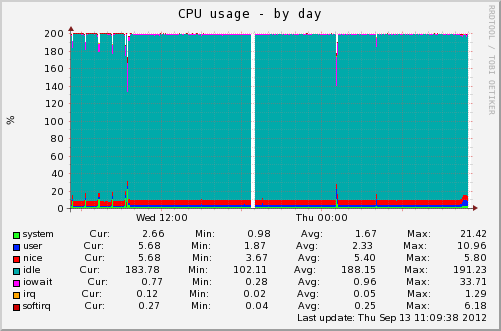 CPU usage - by day
RRDTOOL / TOBI OETIKER
%
200
180
160
140
120
100
80
60
40
20
0
Wed 12:00 Thu 00:00
system Cur: 2.66 Min: 0.98 Avg: 1.67 Max: 21.42
user Cur: 5.68 Min: 1.87 Avg: 2.33 Max: 10.96
nice Cur: 5.68 Min: 3.67 Avg: 5.40 Max: 5.80
idle Cur: 183.78 Min: 102.11 Avg: 188.15 Max: 191.23
iowait Cur: 0.77 Min: 0.28 Avg: 0.96 Max: 33.71
irq Cur: 0.12 Min: 0.02 Avg: 0.05 Max: 1.29
softirq Cur: 0.27 Min: 0.04 Avg: 0.25 Max: 6.18
Last update: Thu Sep 13 11:09:38 2012